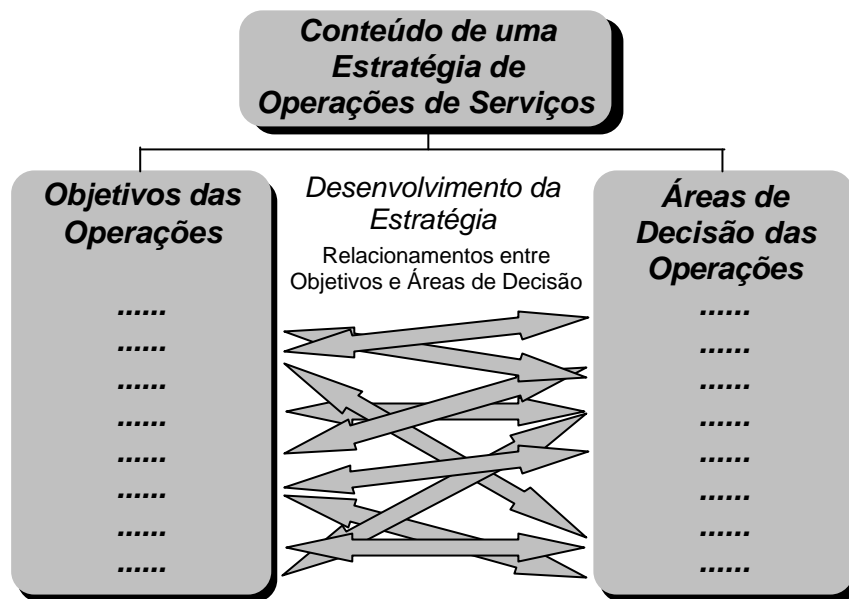 Conteúdo de uma
Estratégia de
Operações de Serviços
Objetivos das
Operações
......
......
......
......
......
......
......
......
Desenvolvimento da
Estratégia
Relacionamentos entre
Objetivos e Áreas de Decisão
Áreas de
Decisão das
Operações
......
......
......
......
......
......
......
......